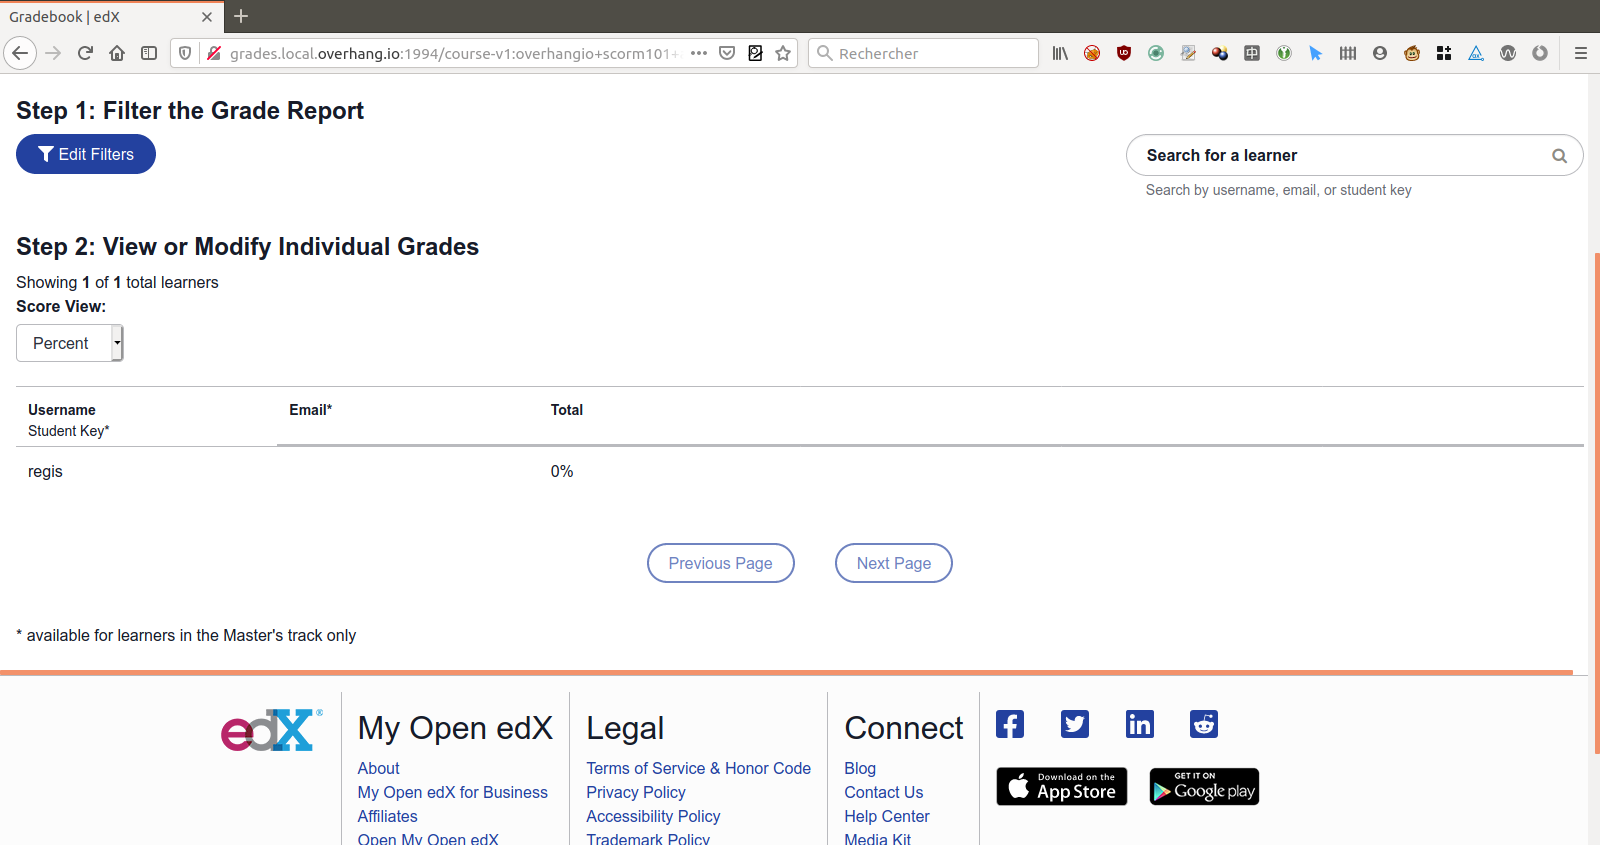 Gradebook | edX
grades.local.overhang.io:1994/course-v1:overhangio+scorm101+
Rechercher
Step 1: Filter the Grade Report
Edit Filters
Search for a learner
Search by username, email, or student key
Step 2: View or Modify Individual Grades
Showing 1 of 1 total learners
Score View:
Percent
Username
Student Key*
Email*
Total
regis
0%
Previous Page
Next Page
* available for learners in the Master's track only
edX®
My Open edX
About
My Open edX for Business
Affiliates
Open My Open edX
Legal
Terms of Service & Honor Code
Privacy Policy
Accessibility Policy
Trademark Policy
Connect
Blog
Contact Us
Help Center
Media Kit
Download on the
App Store
GET IT ON
Google play